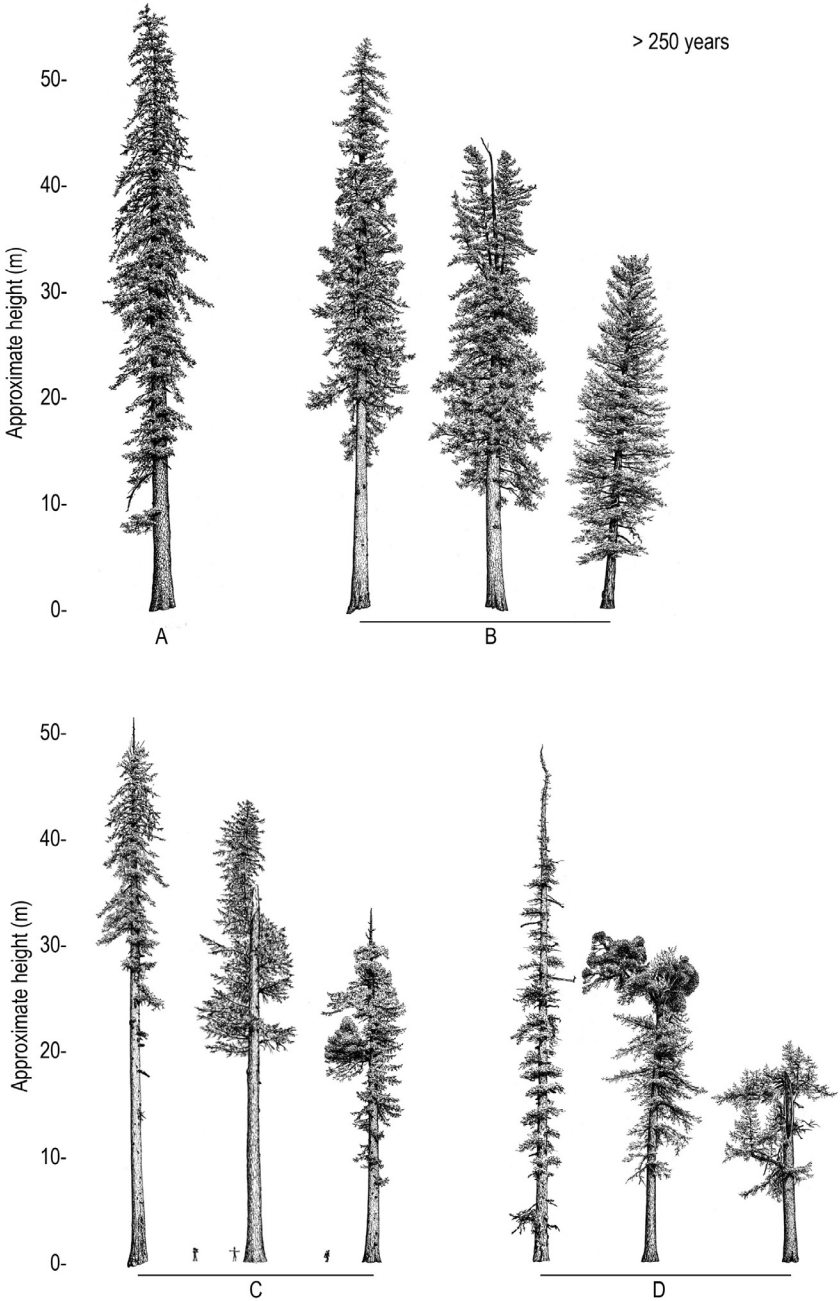 > 250 years
50-
40-
30-
20-
10-
0-
Approximate height (m)
A
B
50-
40-
30-
20-
10-
0-
Approximate height (m)
C
D